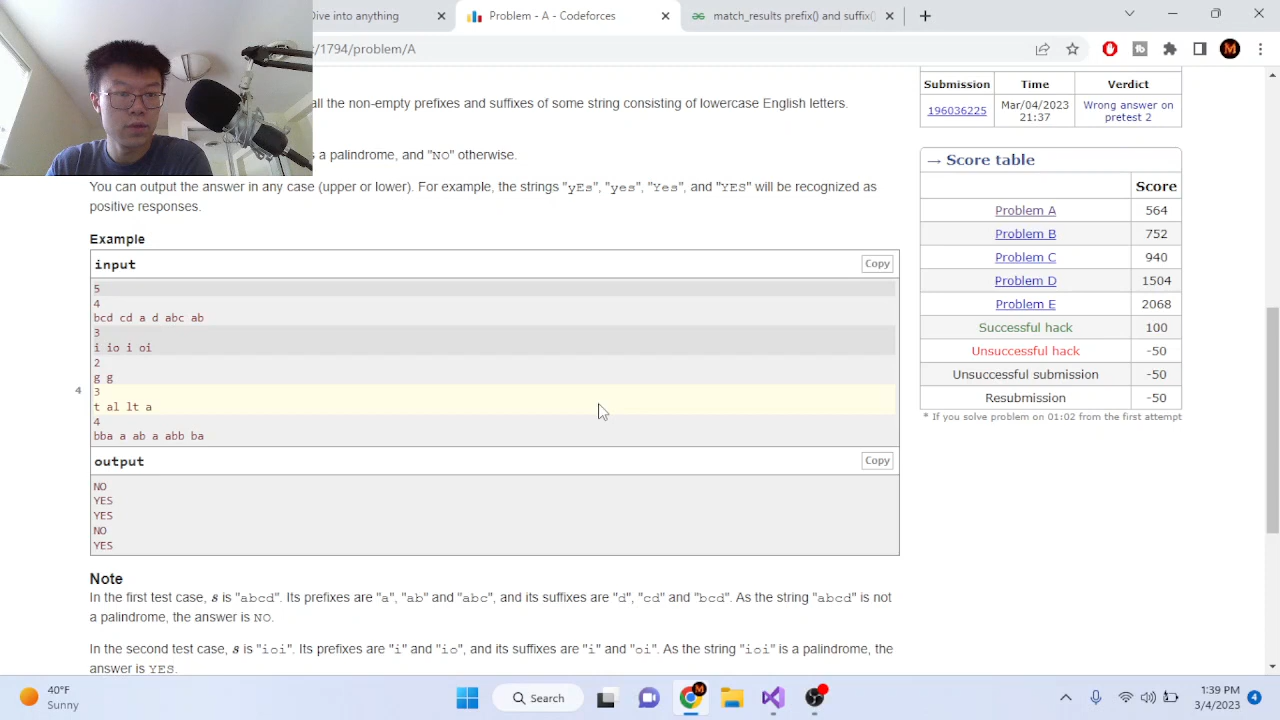 Dive into anything
Problem - A - Codeforces
match_results prefix() and suffix()
/1794/problem/A
all the non-empty prefixes and suffixes of some string consisting of lowercase English letters.
s a palindrome, and "NO" otherwise.
You can output the answer in any case (upper or lower). For example, the strings "yEs", "yes", "Yes", and "YES" will be recognized as
positive responses.
Example
input
Copy
5
4
bcd cd a d abc ab
3
i io i oi
2
g g
4
3
t al lt a
4
bba a ab a abb ba
output
Copy
NO
YES
YES
NO
YES
Note
In the first test case, s is "abcd". Its prefixes are "a", "ab" and "abc", and its suffixes are "d", "cd" and "bcd". As the string "abcd" is not
a palindrome, the answer is NO.
In the second test case, s is "ioi". Its prefixes are "i" and "io", and its suffixes are "i" and "oi". As the string "ioi" is a palindrome, the
answer is YES.
Submission Time Verdict
196036225
Mar/04/2023
21:37
Wrong answer on
pretest 2
→ Score table
Score
Problem A 564
Problem B 752
Problem C 940
Problem D 1504
Problem E 2068
Successful hack 100
Unsuccessful hack -50
Unsuccessful submission -50
Resubmission -50
* If you solve problem on 01:02 from the first attempt
40°F
Sunny
Search
1:39 PM
3/4/2023
4